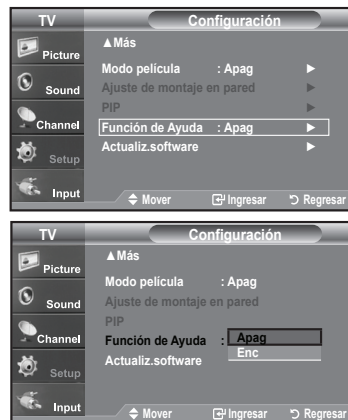 TV Configuración
▲Más
Picture
Modo película : Apag ►
Sound
Ajuste de montaje en pared ►
PIP ►
Channel
Función de Ayuda : Apag ►
Actualiz.software ►
Setup
Input
Mover Ingresar Regresar
TV Configuración
▲Más
Picture
Modo película : Apag
Sound
Ajuste de montaje en pared
PIP
Channel
Función de Ayuda : Apag
Enc
Actualiz.software
Setup
Input
Mover Ingresar Regresar